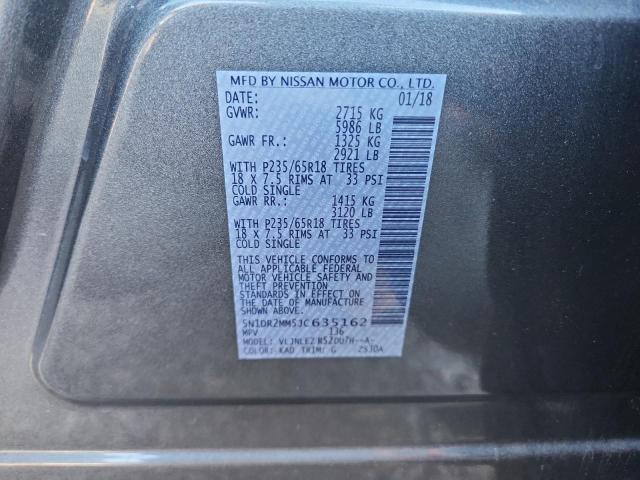 MFD BY NISSAN MOTOR CO., LTD.
DATE: 01/18
GVWR: 2715 KG
5986 LB
GAWR FR.: 1325 KG
2921 LB
WITH P235/65R18 TIRES
18 X 7.5 RIMS AT 33 PSI
COLD SINGLE
GAWR RR.: 1415 KG
3120 LB
WITH P235/65R18 TIRES
18 X 7.5 RIMS AT 33 PSI
COLD SINGLE
THIS VEHICLE CONFORMS TO
ALL APPLICABLE FEDERAL
MOTOR VEHICLE SAFETY AND
THEFT PREVENTION
STANDARDS IN EFFECT
ON THE DATE OF MANUFACTURE
SHOWN ABOVE.
5N1DR2MM5JC635162
MPV 136
MODEL:
COLOR: KAD TRIM: G